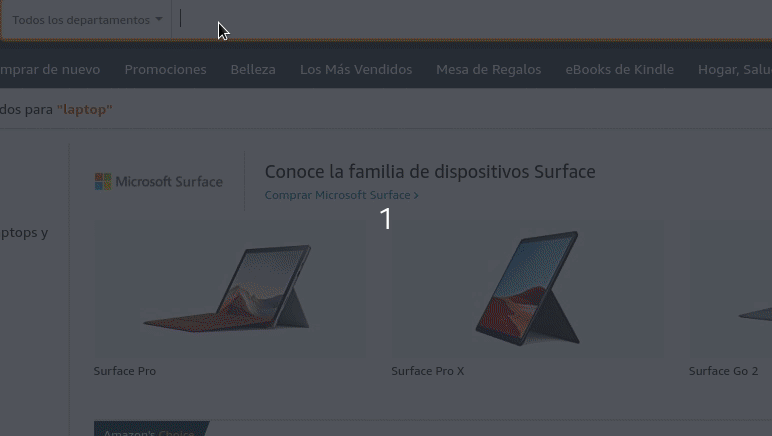 Todos los departamentos
mprar de nuevo Promociones Belleza Los Más Vendidos Mesa de Regalos eBooks de Kindle Hogar, Salu
dos para "laptop"
Microsoft Surface
Conoce la familia de dispositivos Surface
Comprar Microsoft Surface >
1
ptops y
Surface Pro
Surface Pro X
Surface Go 2
Amazon's Choice